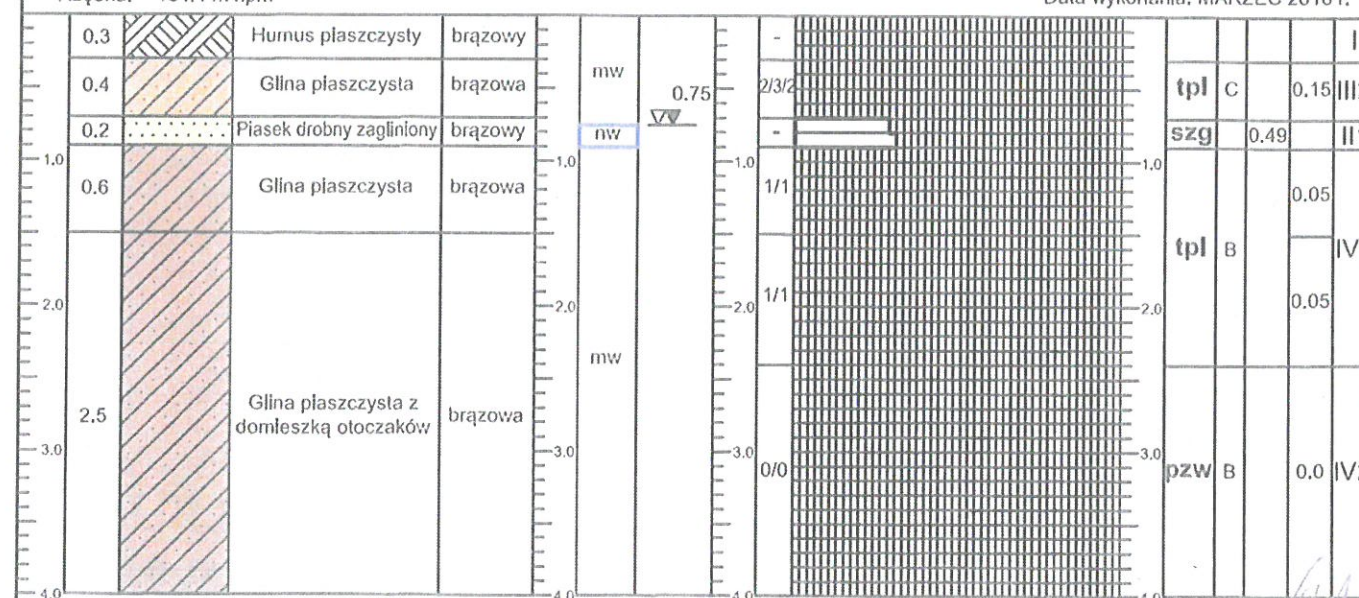 0.3 Humus piaszczysty brązowy - I
mw
0.4 Glina piaszczysta brązowa 0.75 2/3/2 tpl C 0.15
0.2 Piasek drobny zagliniony brązowy nw - szg 0.49 II
1.0 1.0 1.0 1.0
0.6 Glina piaszczysta brązowa 1/1 0.05
tpl B IV
2.0 1/1 2.0 2.0 2.0 0.05
mw
2.5 Glina piaszczysta z
domieszką otoczaków brązowa
3.0 3.0 3.0 3.0
0/0 pzw B 0.0
4.0 4.0 4.0 4.0